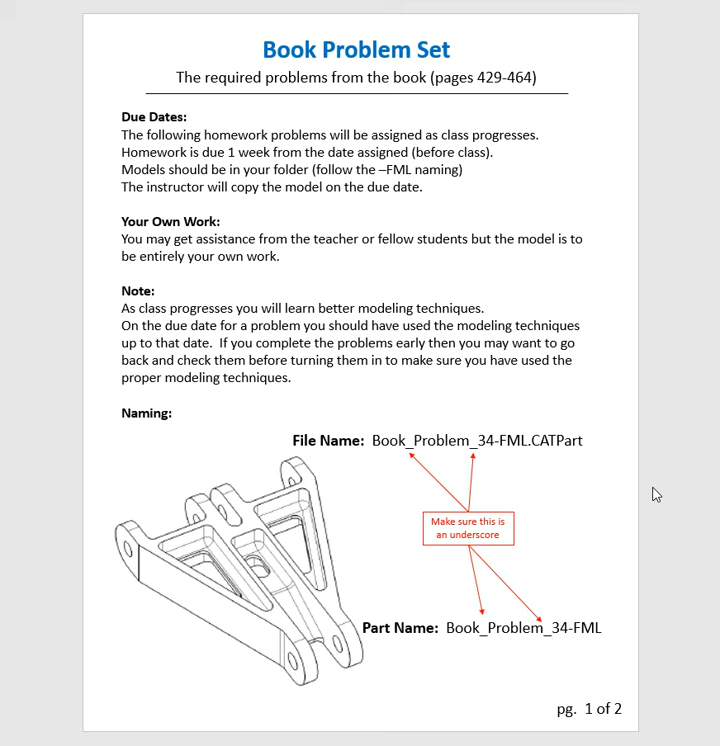 Book Problem Set
The required problems from the book (pages 429-464)
Due Dates:
The following homework problems will be assigned as class progresses.
Homework is due 1 week from the date assigned (before class).
Models should be in your folder (follow the –FML naming)
The instructor will copy the model on the due date.
Your Own Work:
You may get assistance from the teacher or fellow students but the model is to
be entirely your own work.
Note:
As class progresses you will learn better modeling techniques.
On the due date for a problem you should have used the modeling techniques
up to that date.  If you complete the problems early then you may want to go
back and check them before turning them in to make sure you have used the
proper modeling techniques.
Naming:
File Name:  Book_Problem_34-FML.CATPart
Make sure this is
an underscore
Part Name:  Book_Problem_34-FML
pg.  1 of 2